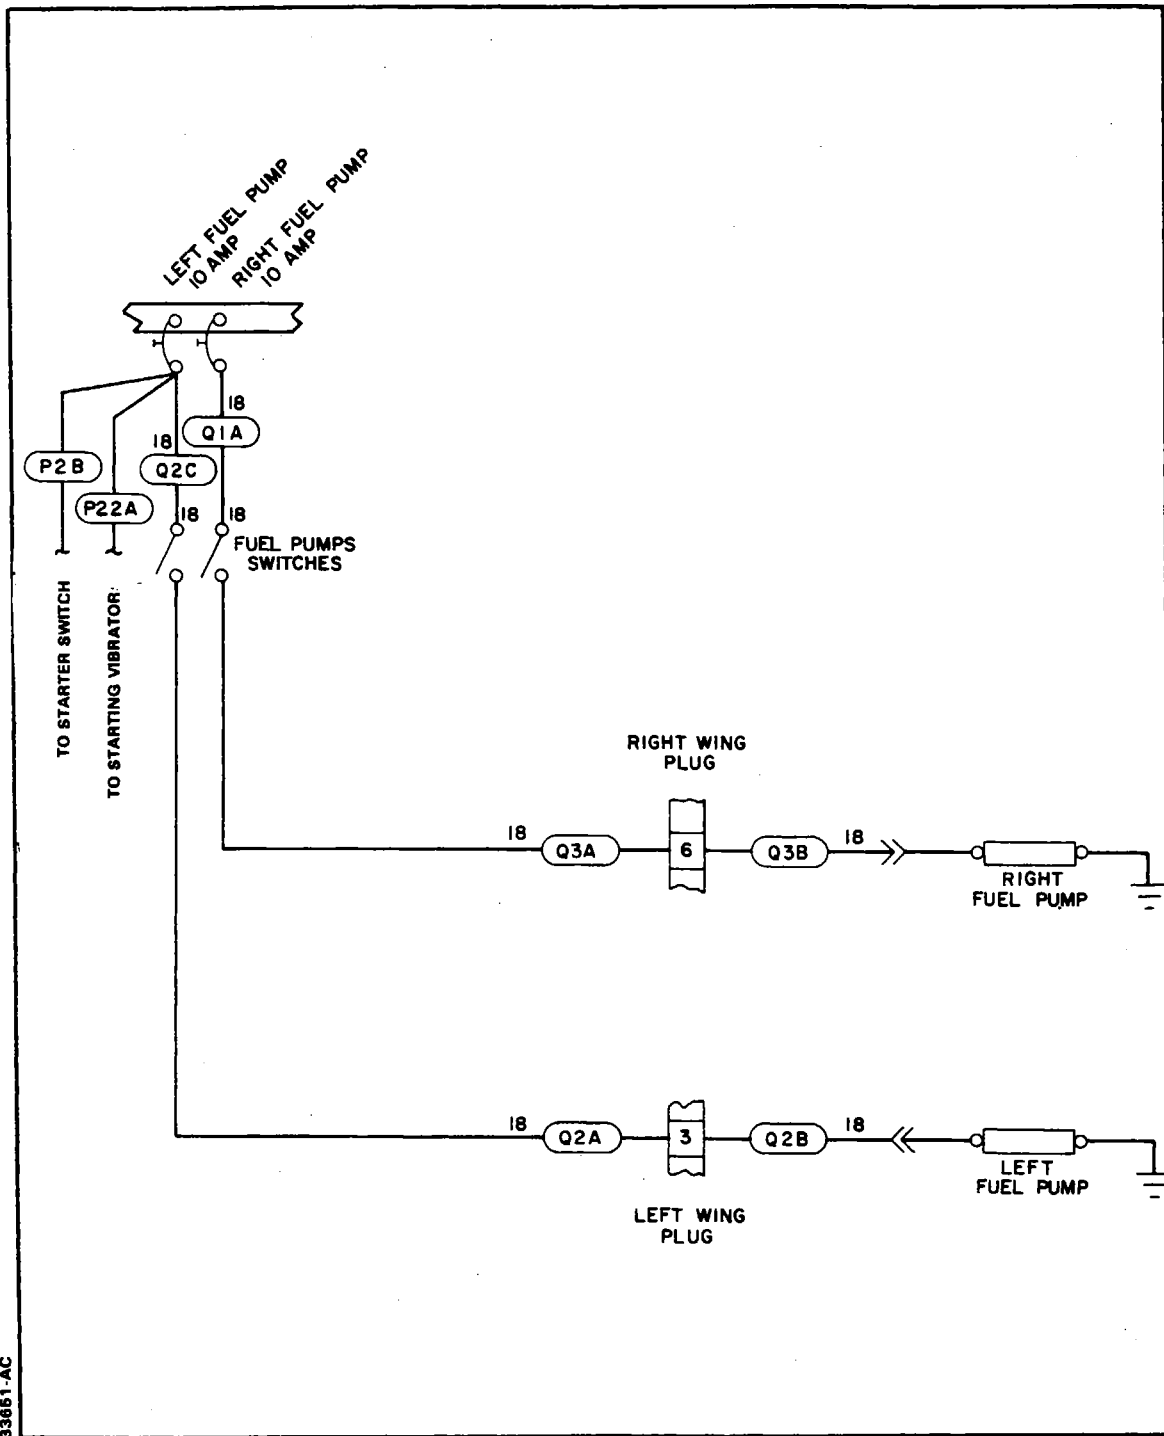 LEFT FUEL PUMP
10 AMP
RIGHT FUEL PUMP
10 AMP
18
Q1A
18
P2B
Q2C
P22A
18
18
FUEL PUMPS
SWITCHES
TO STARTER SWITCH
TO STARTING VIBRATOR
RIGHT WING
PLUG
18
Q3A
6
Q3B
18
RIGHT
FUEL PUMP
18
Q2A
3
Q2B
18
LEFT
FUEL PUMP
LEFT WING
PLUG
33651-AC